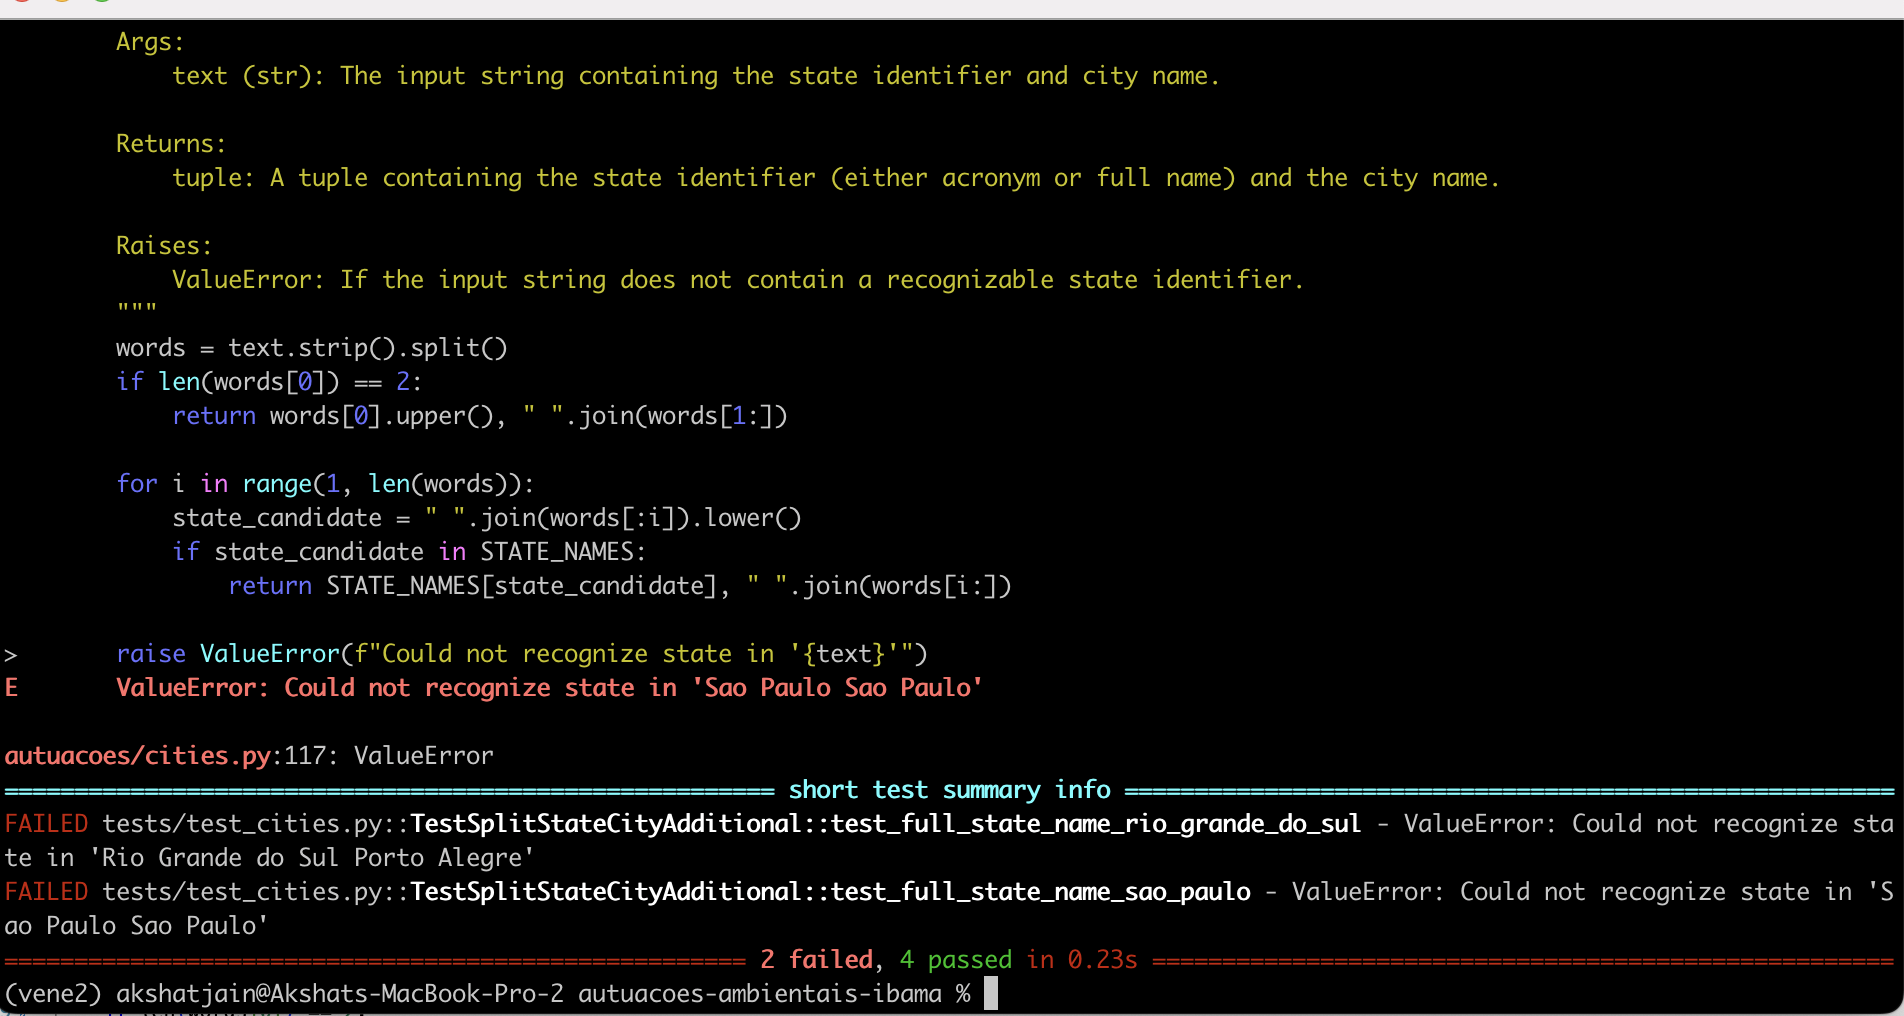 Args:
text (str): The input string containing the state identifier and city name.
Returns:
tuple: A tuple containing the state identifier (either acronym or full name) and the city name.
Raises:
ValueError: If the input string does not contain a recognizable state identifier.
"""
words = text.strip().split()
if len(words[0]) == 2:
return words[0].upper(), " ".join(words[1:])
for i in range(1, len(words)):
state_candidate = " ".join(words[:i]).lower()
if state_candidate in STATE_NAMES:
return STATE_NAMES[state_candidate], " ".join(words[i:])
> raise ValueError(f"Could not recognize state in '{text}'")
E ValueError: Could not recognize state in 'Sao Paulo Sao Paulo'
autuacoes/cities.py:117: ValueError
======================================================= short test summary info =======================================================
FAILED tests/test_cities.py::TestSplitStateCityAdditional::test_full_state_name_rio_grande_do_sul - ValueError: Could not recognize sta
te in 'Rio Grande do Sul Porto Alegre'
FAILED tests/test_cities.py::TestSplitStateCityAdditional::test_full_state_name_sao_paulo - ValueError: Could not recognize state in 'S
ao Paulo Sao Paulo'
===================================================== 2 failed, 4 passed in 0.23s =====================================================
(vene2) akshatjain@Akshats-MacBook-Pro-2 autuacoes-ambientais-ibama %